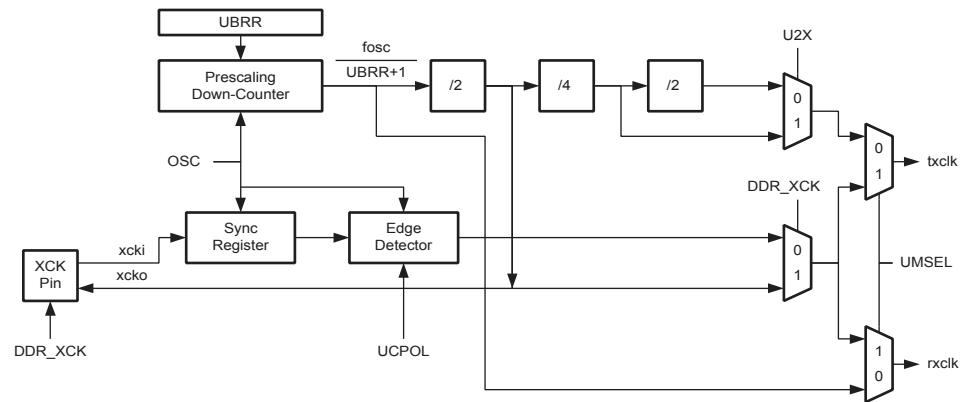 UBRR
U2X
fosc
Prescaling
Down-Counter
UBRR+1
/2
/4
/2
0
1
OSC
0
1
txclk
DDR_XCK
Sync
Register
Edge
Detector
0
1
xcki
XCK
Pin
xcko
UMSEL
DDR_XCK
UCPOL
1
0
rxclk